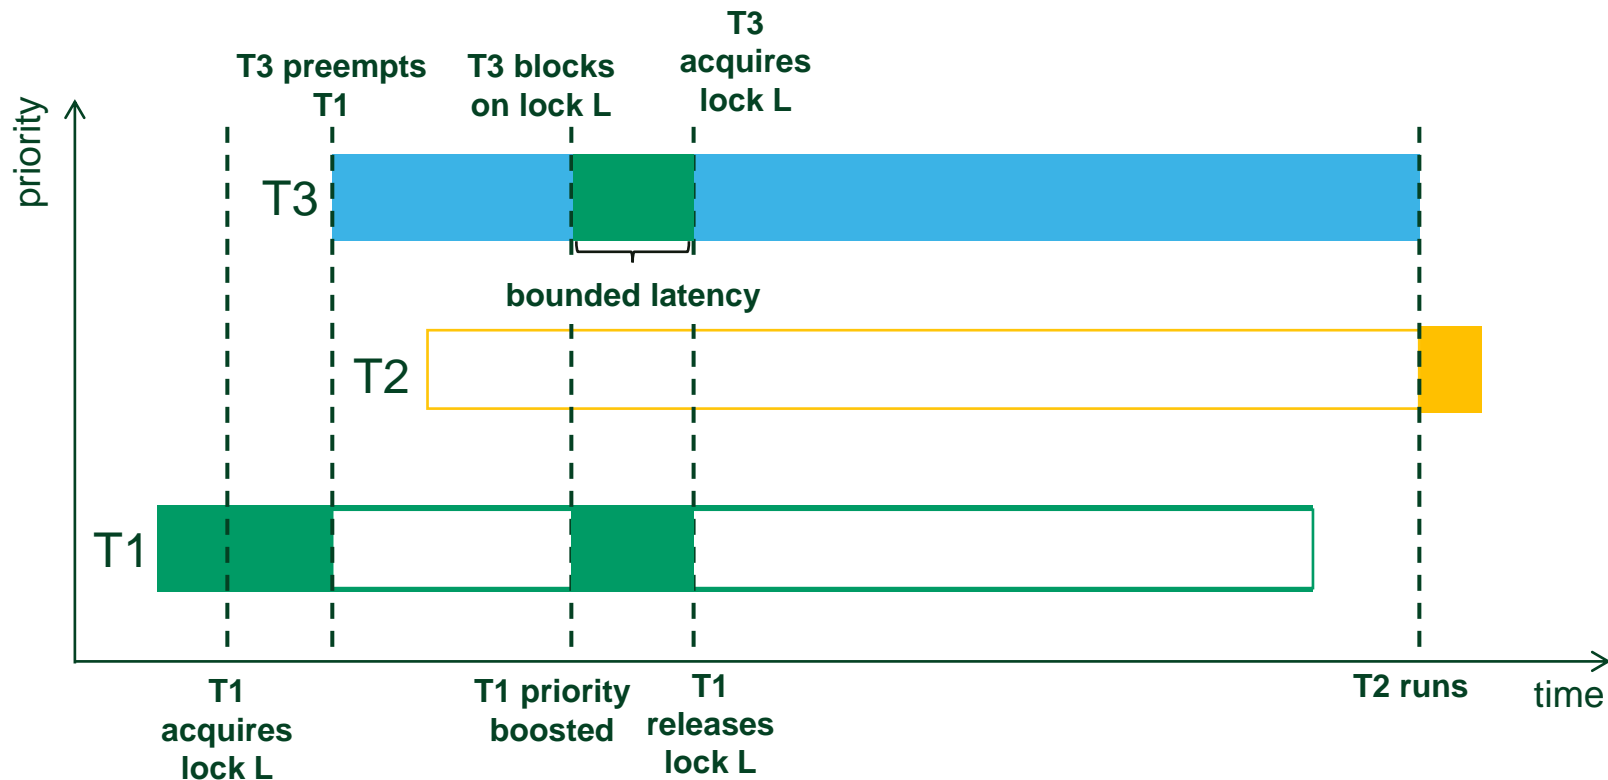 T3
acquires
lock L
T3 preempts
T1
T3 blocks
on lock L
priority
T3
bounded latency
T2
T1
T1
acquires
lock L
T1 priority
boosted
T1
releases
lock L
T2 runs
time